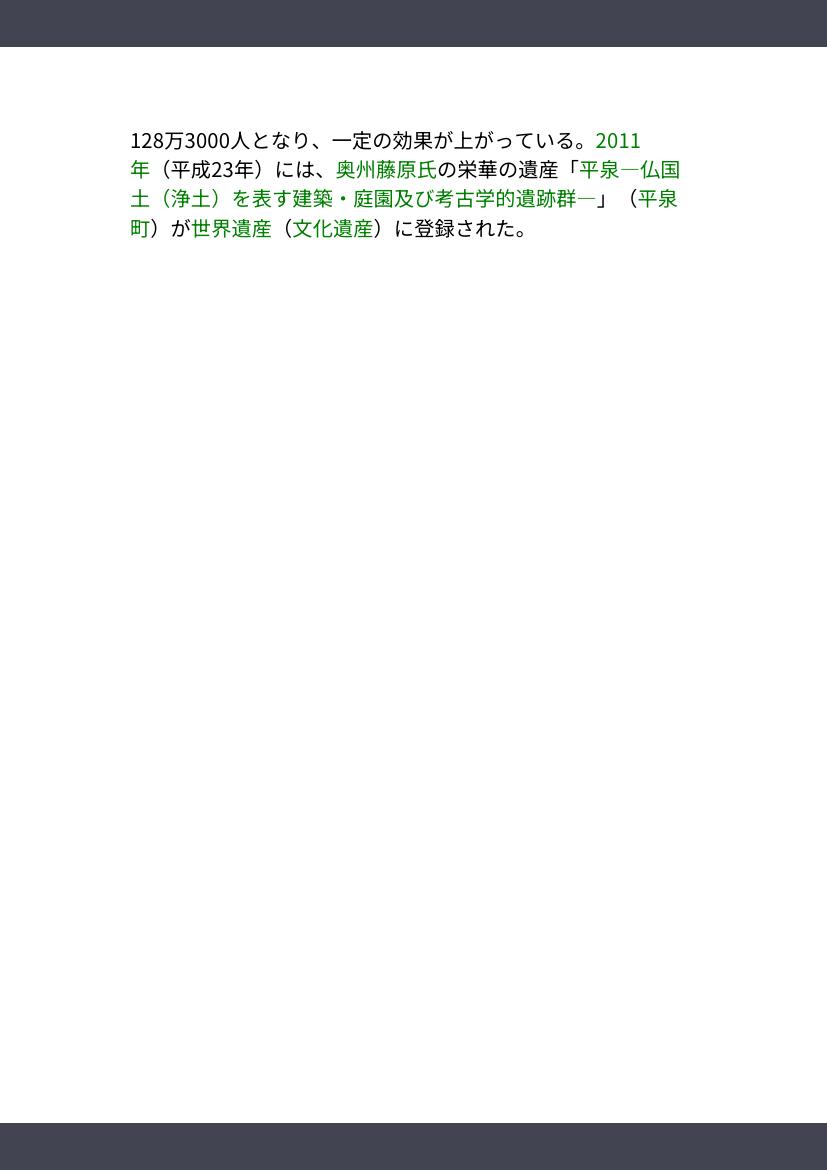 128万3000人となり、一定の効果が上がっている。2011
年（平成23年）には、奥州藤原氏の栄華の遺産「平泉―仏国
土（浄土）を表す建築・庭園及び考古学的遺跡群―」（平泉
町）が世界遺産（文化遺産）に登録された。